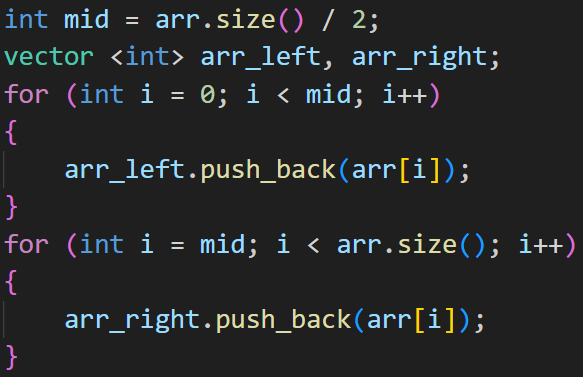 int mid = arr.size() / 2;
vector <int> arr_left, arr_right;
for (int i = 0; i < mid; i++)
{
    arr_left.push_back(arr[i]);
}
for (int i = mid; i < arr.size(); i++)
{
    arr_right.push_back(arr[i]);
}